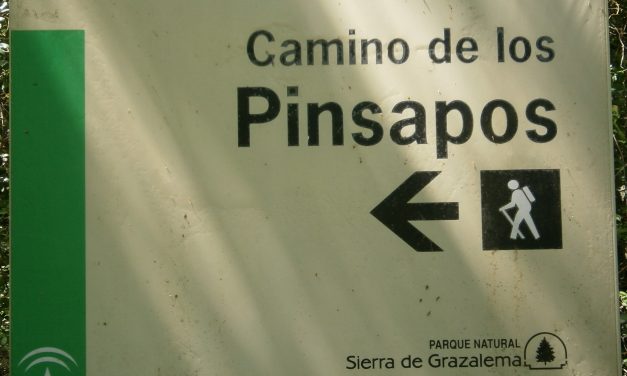 Camino de los
Pinsapos
PARQUE NATURAL
Sierra de Grazalema